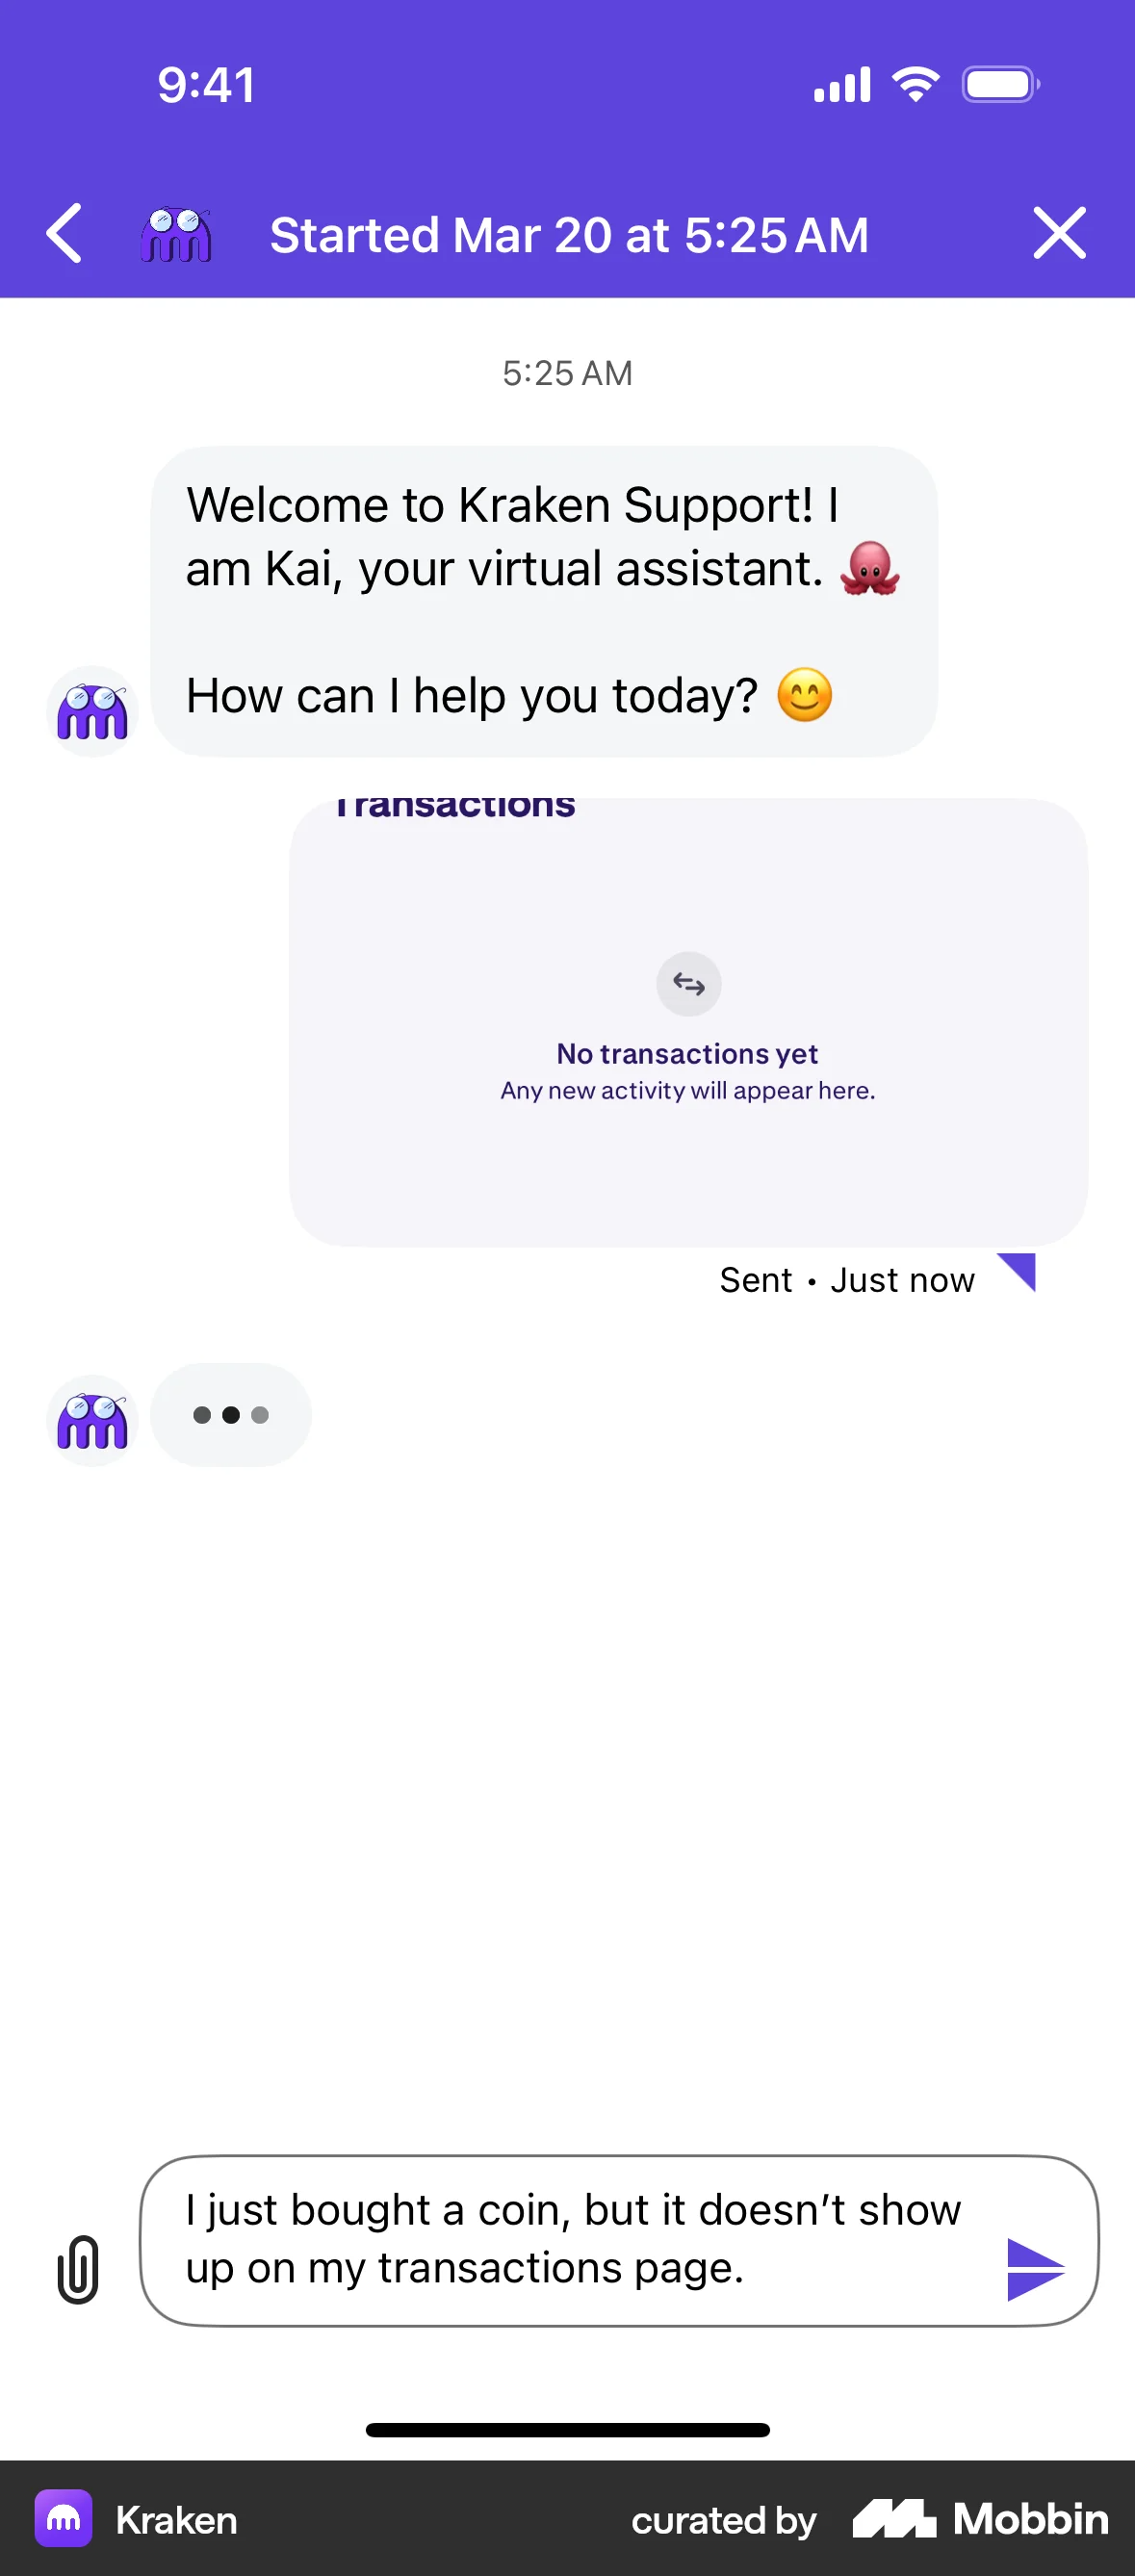 9:41
Started Mar 20 at 5:25 AM
5:25 AM
Welcome to Kraken Support! I
am Kai, your virtual assistant. 🐙
How can I help you today? 😊
Transactions
No transactions yet
Any new activity will appear here.
Sent • Just now
I just bought a coin, but it doesn’t show
up on my transactions page.
Kraken
curated by Mobbin